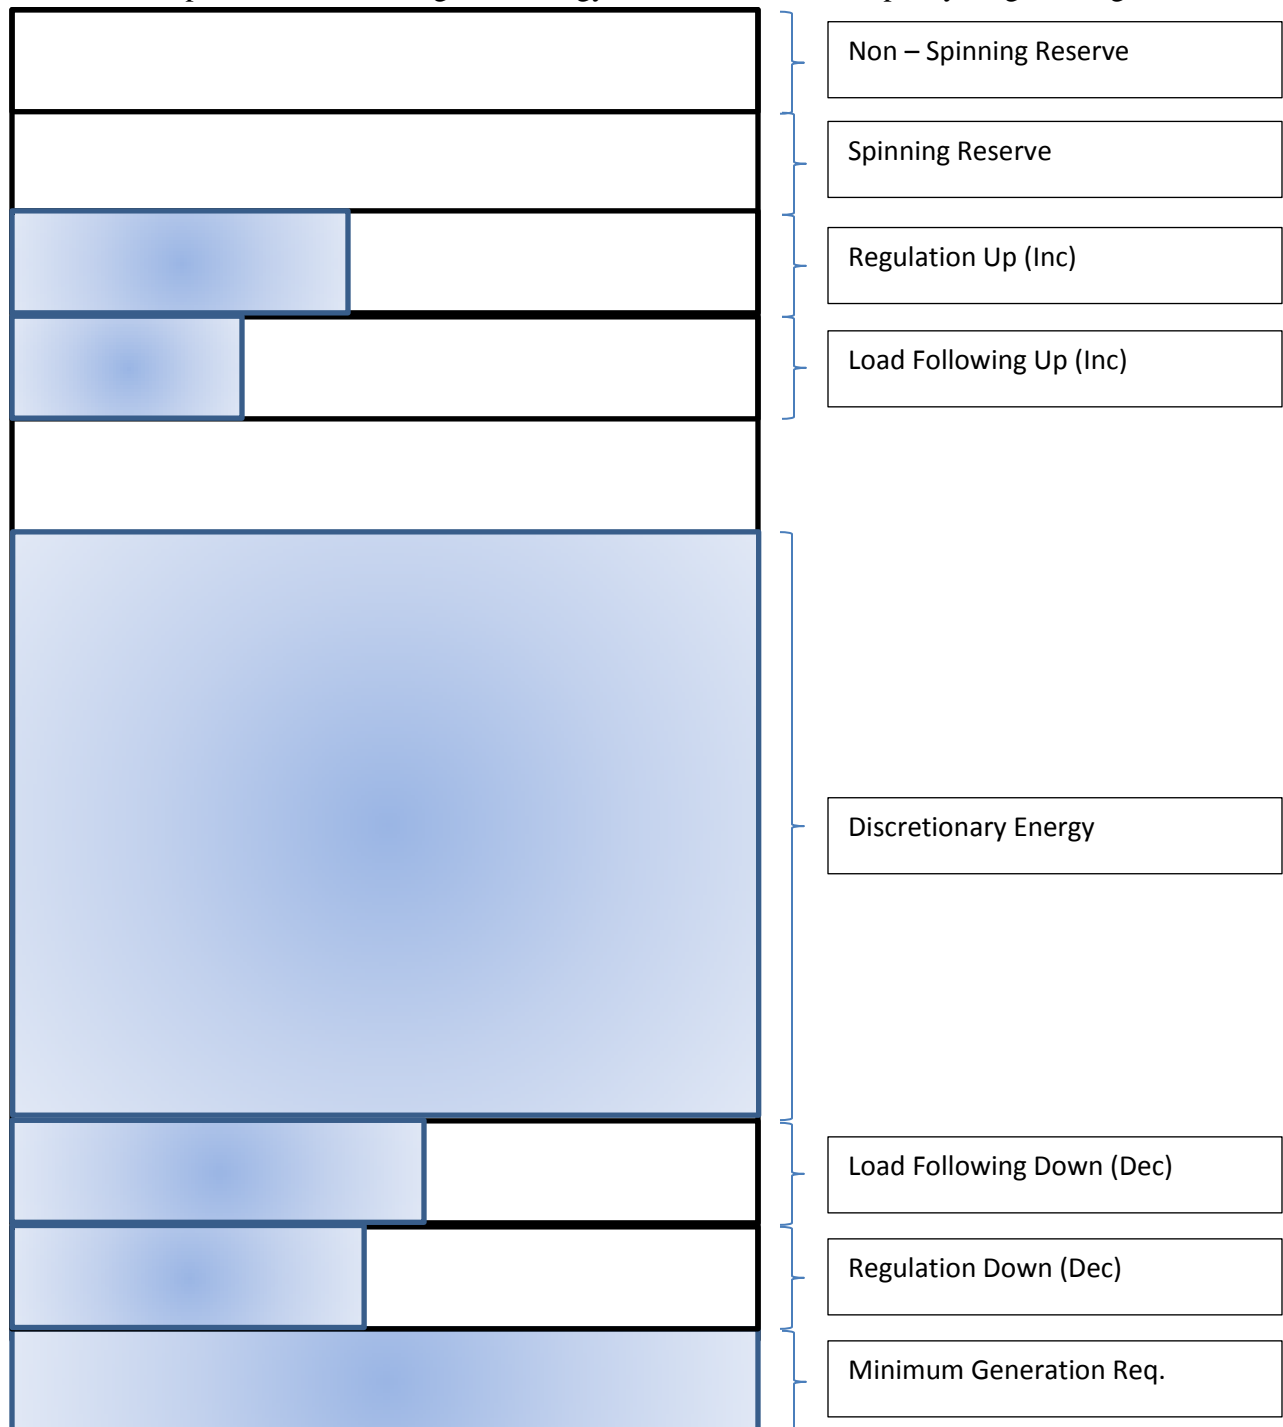 Non – Spinning Reserve
Spinning Reserve
Regulation Up (Inc)
Load Following Up (Inc)
Discretionary Energy
Load Following Down (Dec)
Regulation Down (Dec)
Minimum Generation Req.